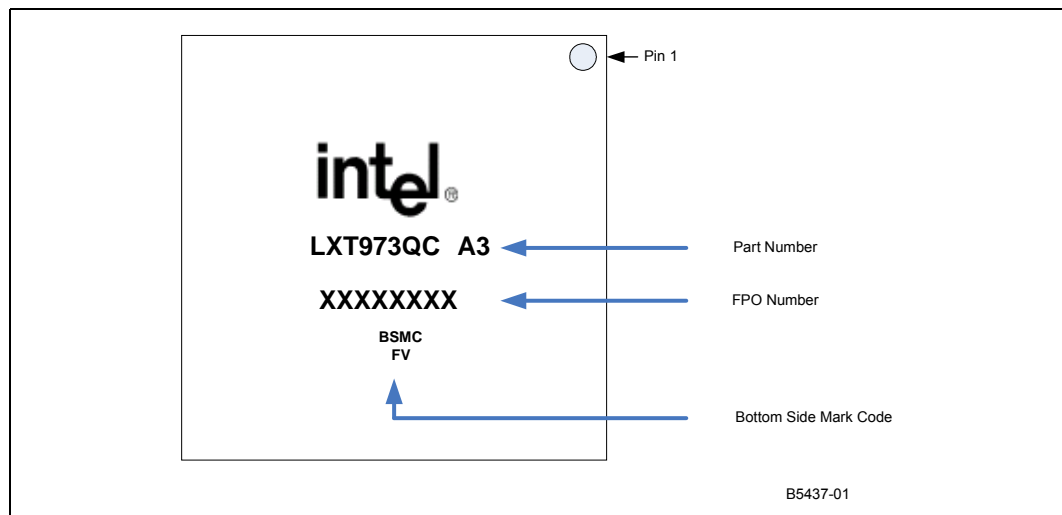 Pin 1
intel®
LXT973QC A3
Part Number
XXXXXXXX
FPO Number
BSMC
FV
Bottom Side Mark Code
B5437-01